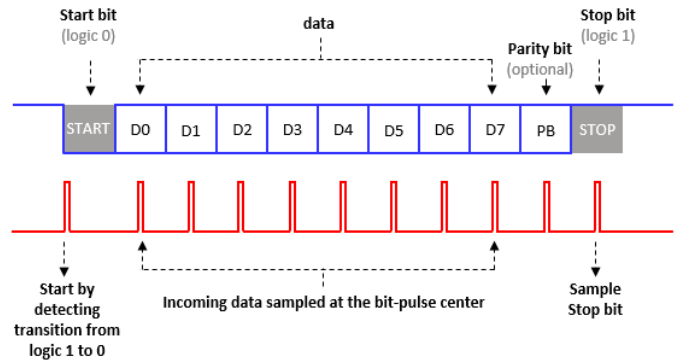 Start bit
(logic 0)
data
Parity bit
(optional)
Stop bit
(logic 1)
START D0 D1 D2 D3 D4 D5 D6 D7 PB STOP
Start by
detecting
transition from
logic 1 to 0
Incoming data sampled at the bit-pulse center
Sample
Stop bit